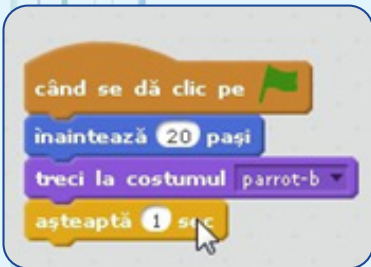 când se dă clic pe
înaintează 20 pași
treci la costumul parrot-b
așteaptă 1 sec